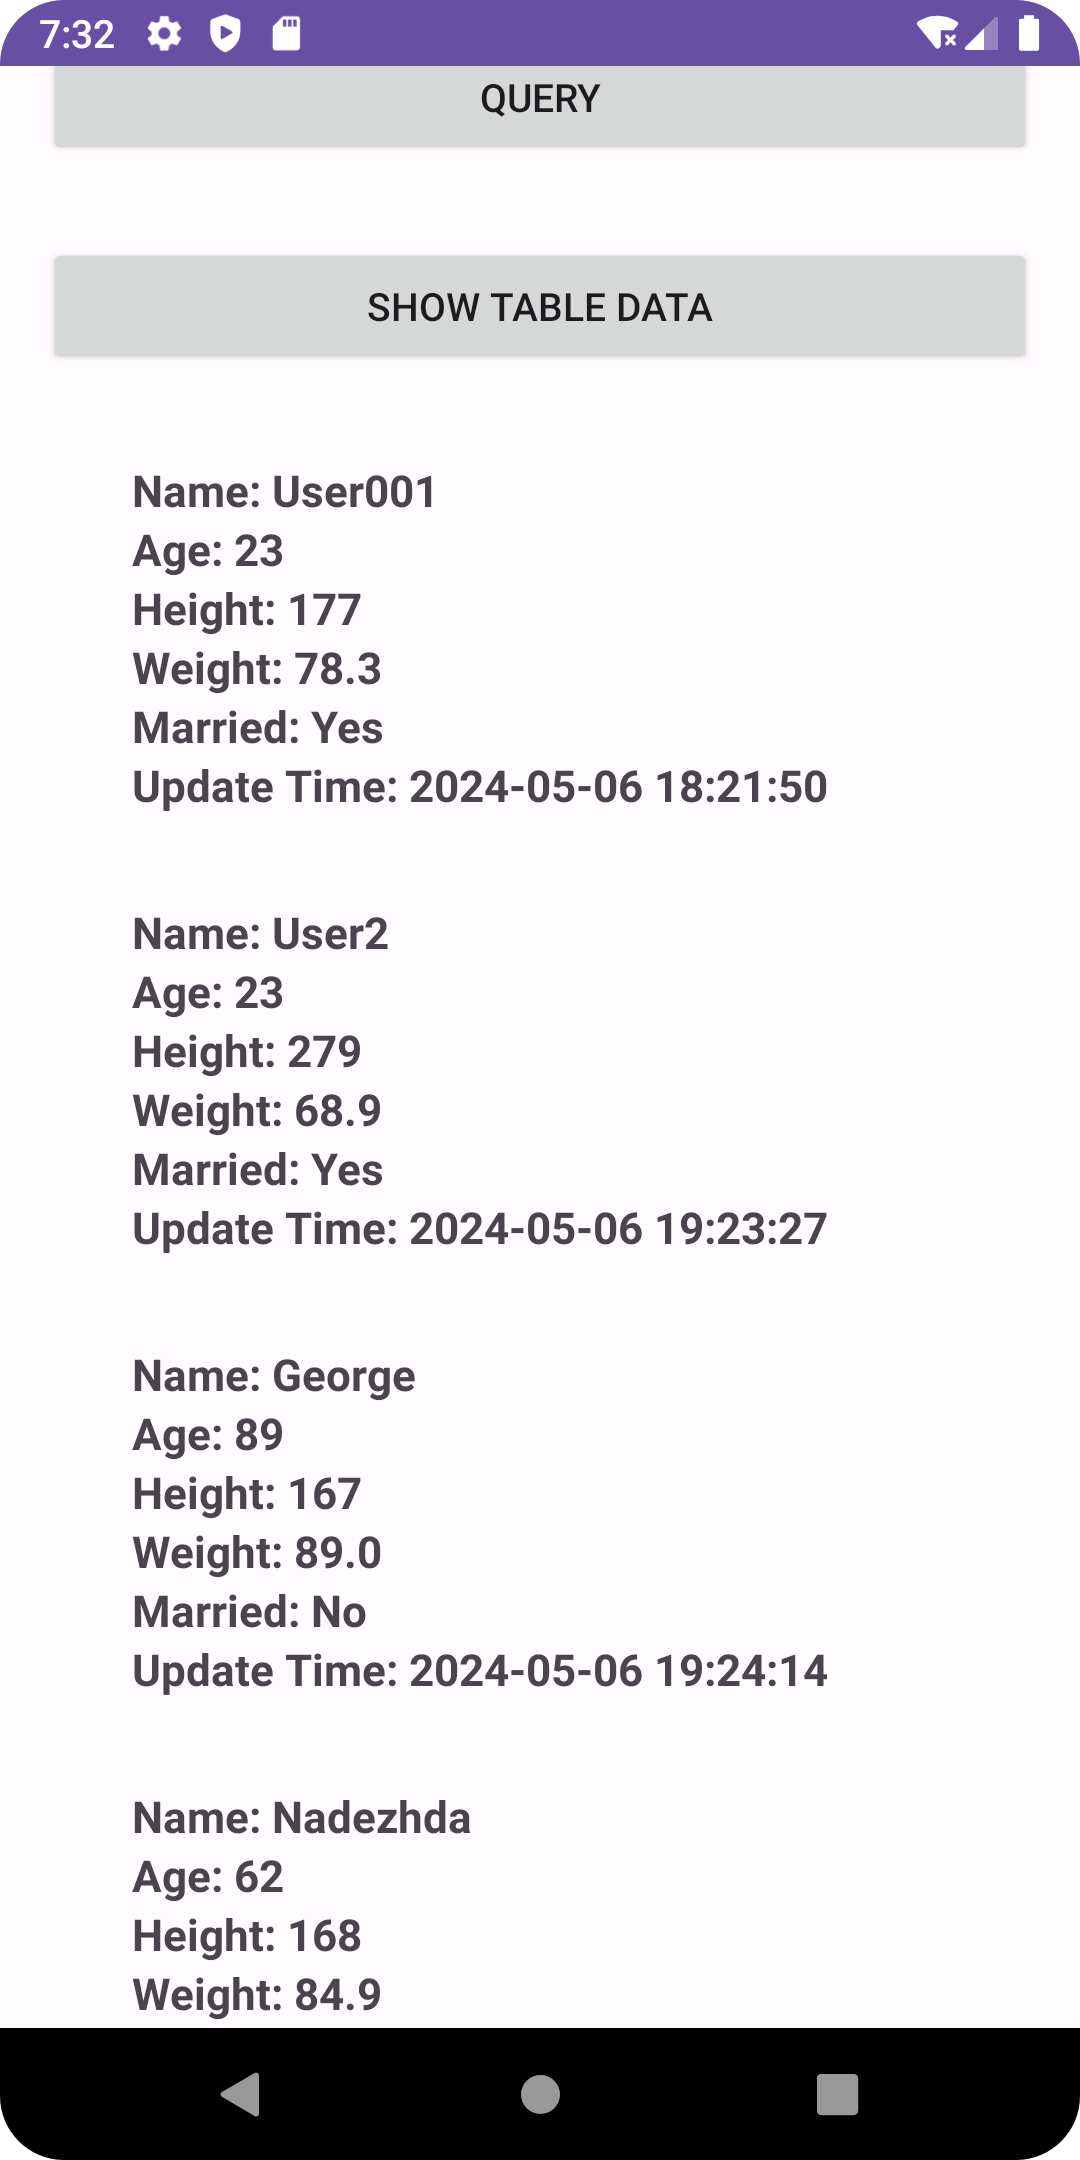 7:32
QUERY
SHOW TABLE DATA
Name: User001
Age: 23
Height: 177
Weight: 78.3
Married: Yes
Update Time: 2024-05-06 18:21:50
Name: User2
Age: 23
Height: 279
Weight: 68.9
Married: Yes
Update Time: 2024-05-06 19:23:27
Name: George
Age: 89
Height: 167
Weight: 89.0
Married: No
Update Time: 2024-05-06 19:24:14
Name: Nadezhda
Age: 62
Height: 168
Weight: 84.9